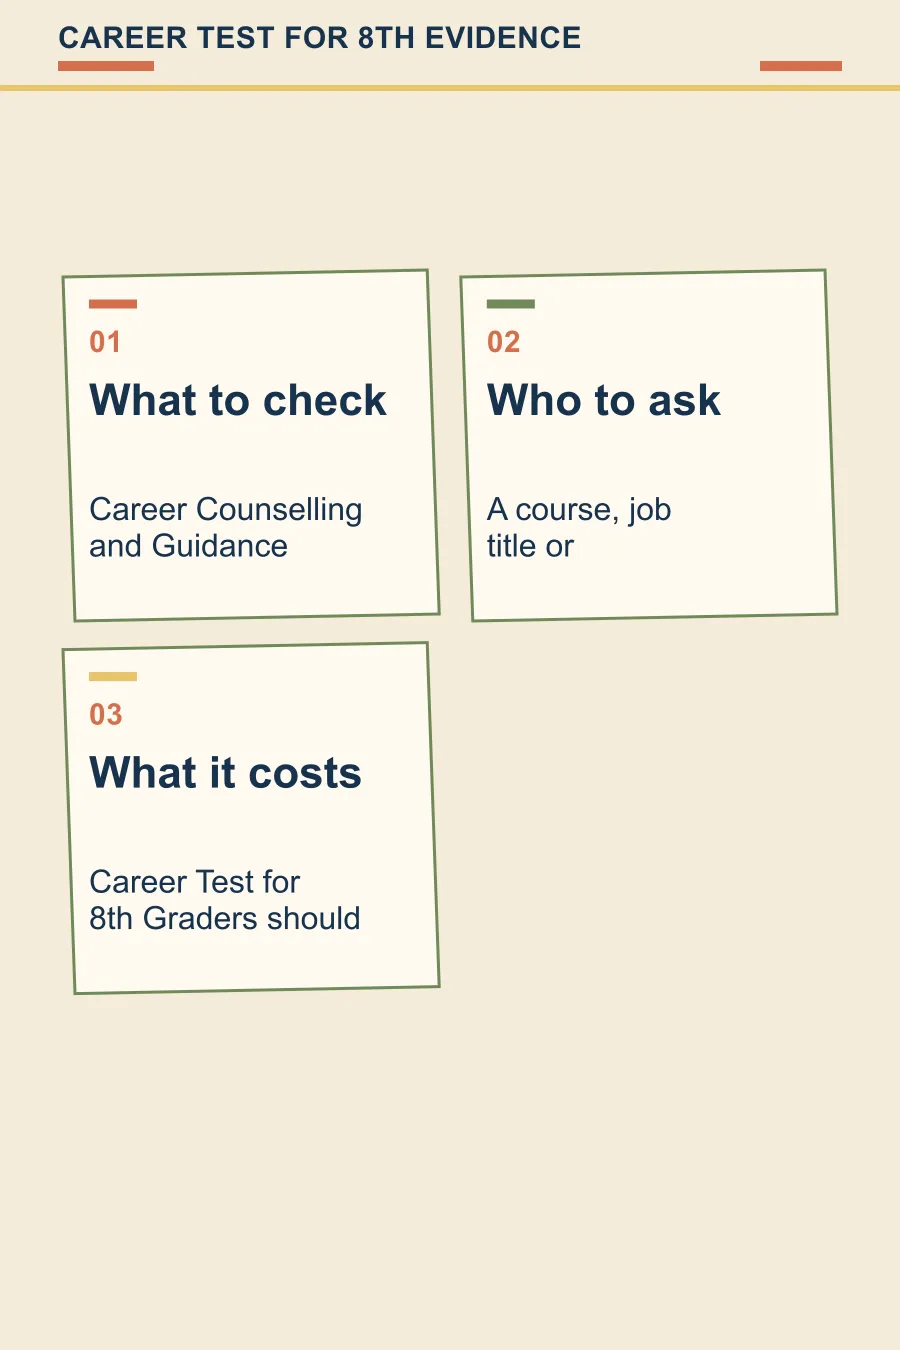 CAREER TEST FOR 8TH EVIDENCE
01
What to check
Career Counselling
and Guidance
02
Who to ask
A course, job
title or
03
What it costs
Career Test for
8th Graders should